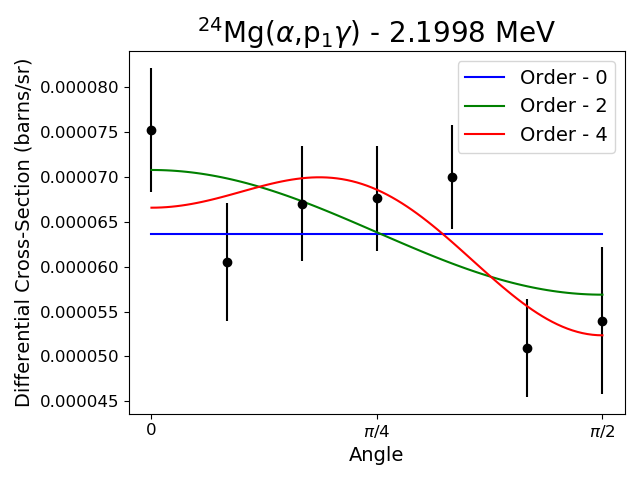 ²⁴Mg(α,p₁γ) - 2.1998 MeV
Differential Cross-Section (barns/sr)
0.000080
0.000075
0.000070
0.000065
0.000060
0.000055
0.000050
0.000045
Order - 0
Order - 2
Order - 4
0 π/4 π/2
Angle